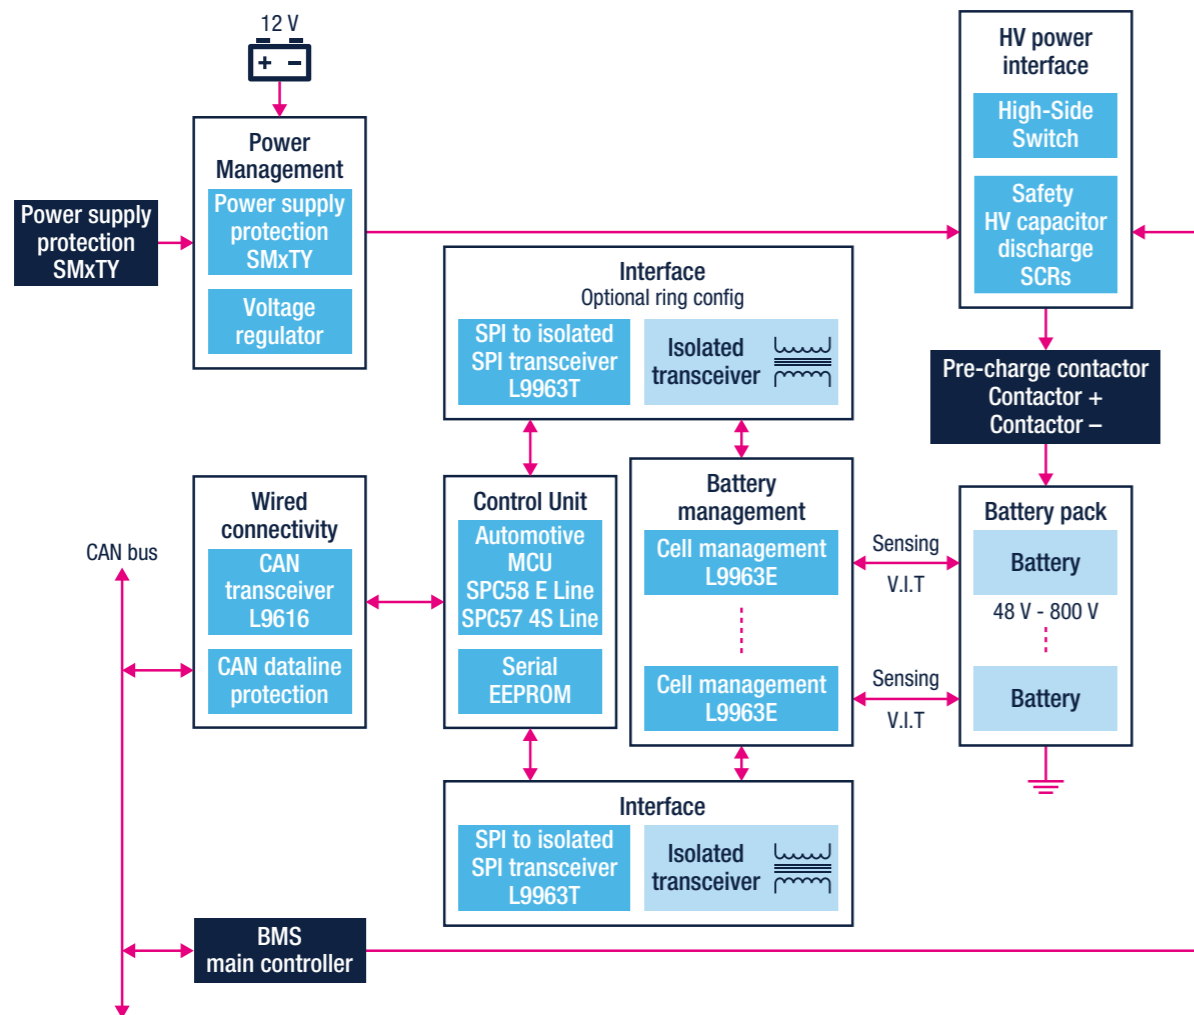 12 V
+ −
Power
Management
Power supply
protection
SMxTY
Voltage
regulator
Power supply
protection
SMxTY
HV power
interface
High-Side
Switch
Safety
HV capacitor
discharge
SCRs
Interface
Optional ring config
SPI to isolated
SPI transceiver
L9963T
Isolated
transceiver
Pre-charge contactor
Contactor +
Contactor –
CAN bus
Wired
connectivity
CAN
transceiver
L9616
CAN dataline
protection
Control Unit
Automotive
MCU
SPC58 E Line
SPC57 4S Line
Serial
EEPROM
Battery
management
Cell management
L9963E
Cell management
L9963E
Sensing
V.I.T
Sensing
V.I.T
Battery pack
Battery
48 V - 800 V
Battery
Interface
SPI to isolated
SPI transceiver
L9963T
Isolated
transceiver
BMS
main controller